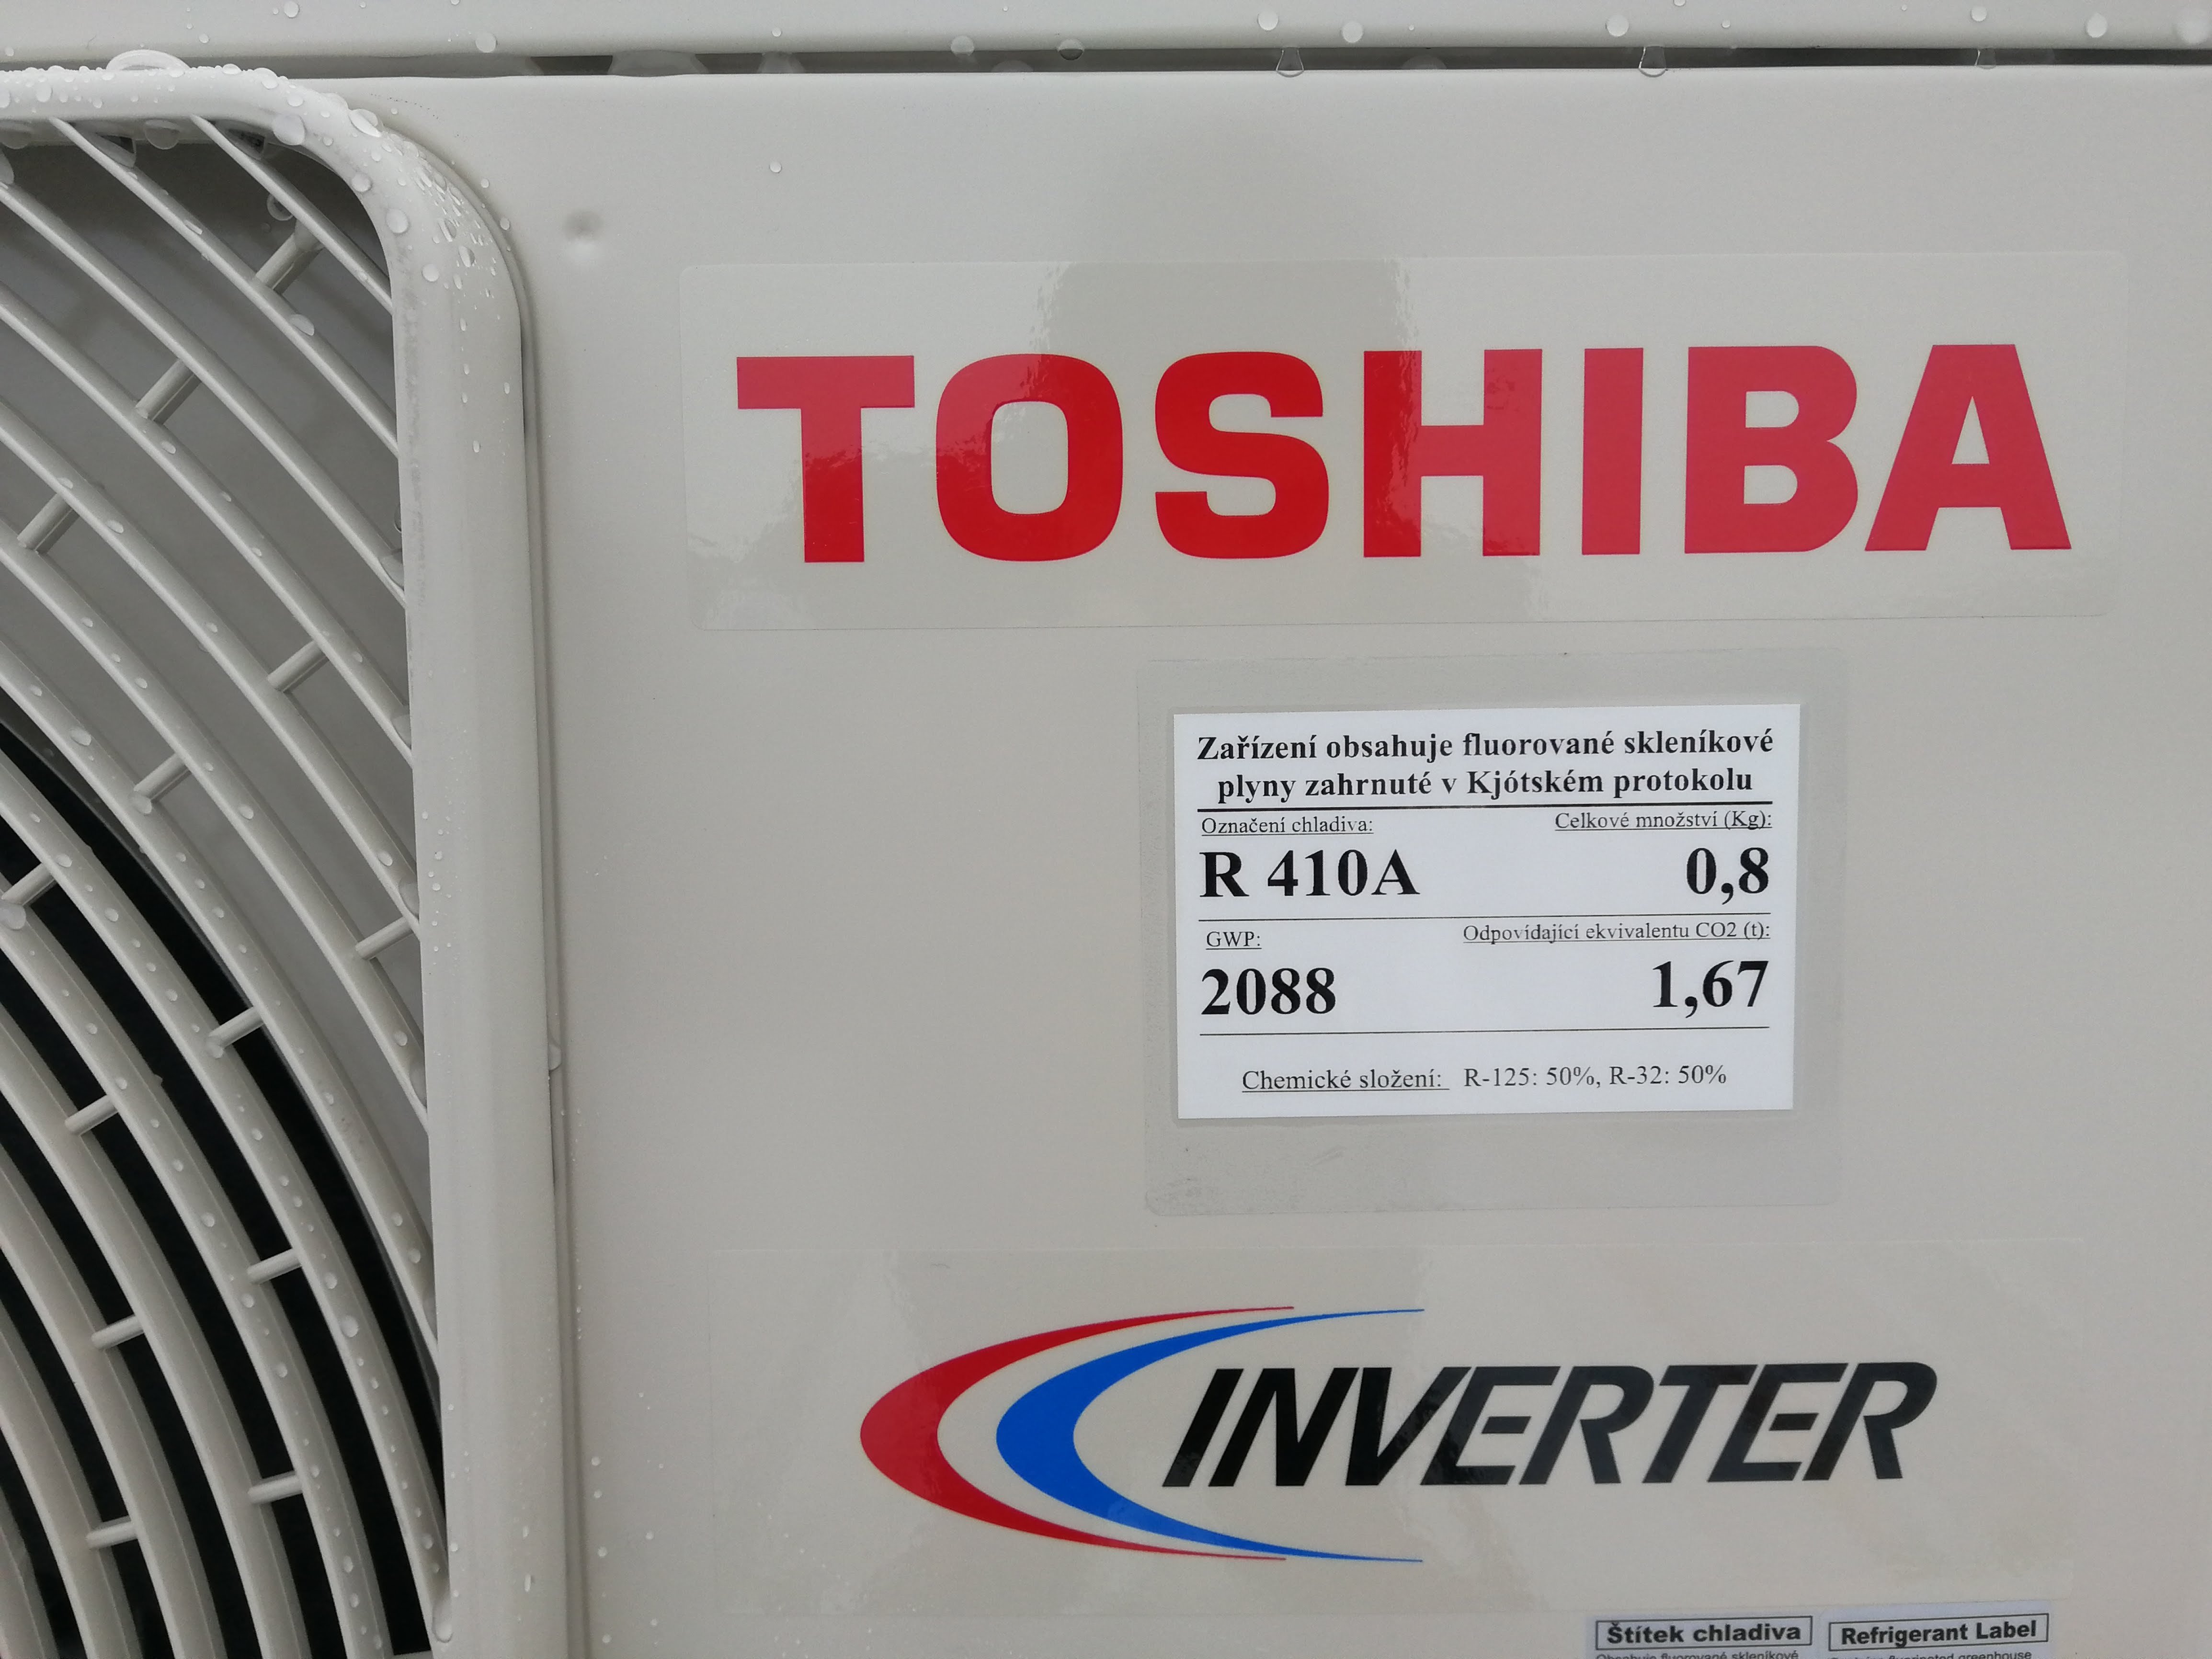 TOSHIBA
Zařízení obsahuje fluorované skleníkové
plyny zahrnuté v Kjótském protokolu
Označení chladiva: Celkové množství (Kg):
R 410A 0,8
GWP: Odpovídající ekvivalentu CO2 (t):
2088 1,67
Chemické složení: R-125: 50%, R-32: 50%
INVERTER
Štítek chladiva Refrigerant Label